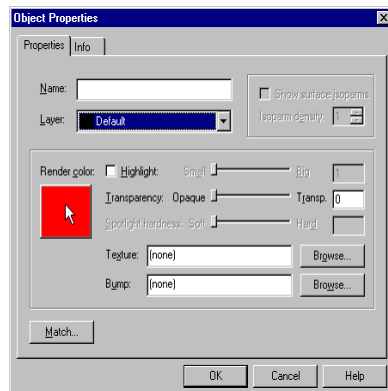 Object Properties
Properties Info
Name:
Show surface isoparms
Layer: Default
Isoparm density: 1
Render color: Highlight: Small Big 1
Transparency: Opaque Transp. 0
Spotlight hardness: Soft Hard
Texture: (none) Browse...
Bump: (none) Browse...
Match...
OK Cancel Help